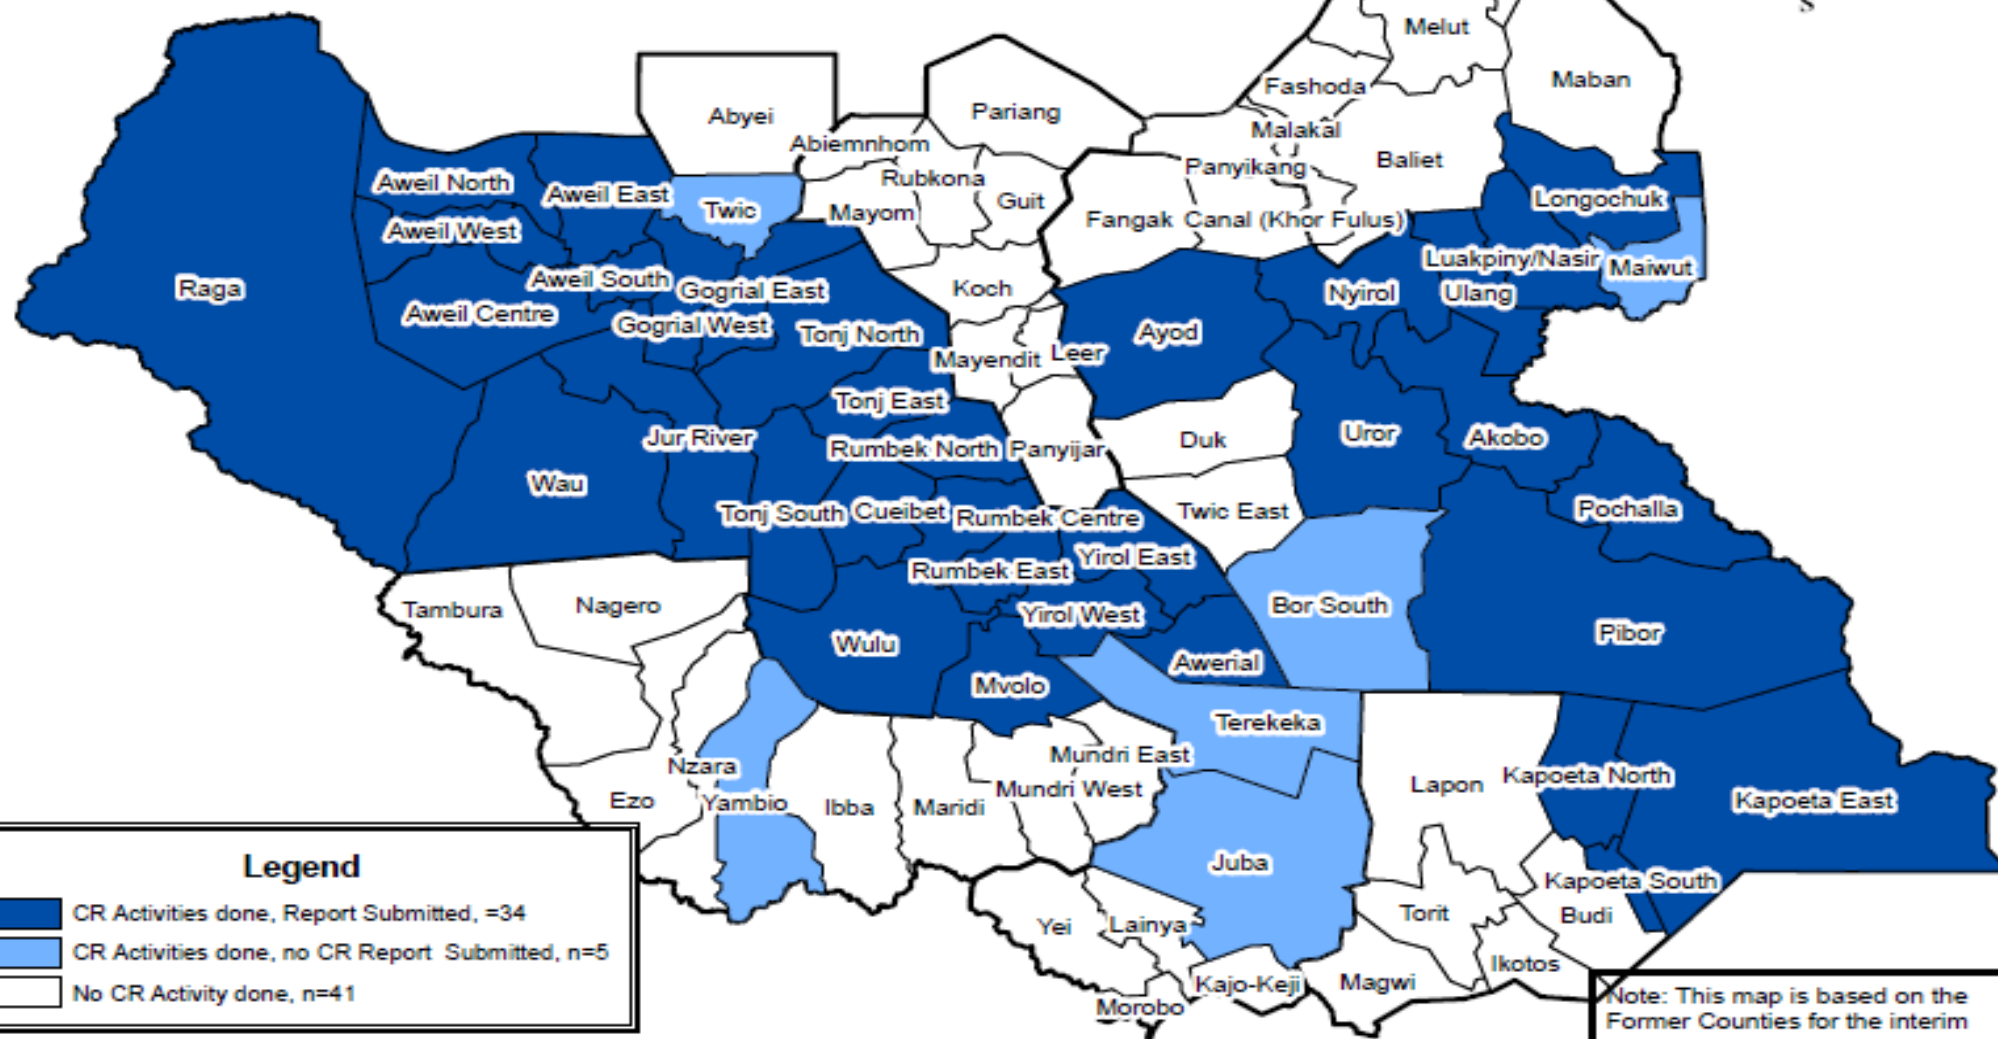 s
Melut
Maban
Fashoda
Abyei
Pariang
Malakal
Abiemnhom
Baliet
Panyikang
Rubkona
Aweil North
Aweil East
Longochuk
Guit
Twic
Mayom
Fangak
Canal (Khor Fulus)
Aweil West
Luakpiny/Nasir
Maiwut
Aweil South
Raga
Gogrial East
Koch
Nyirol
Ulang
Aweil Centre
Gogrial West
Tonj North
Ayod
Mayendit
Leer
Tonj East
Jur River
Rumbek North
Panyijar
Duk
Uror
Akobo
Wau
Tonj South
Cueibet
Rumbek Centre
Twic East
Pochalla
Yirol East
Rumbek East
Tambura
Nagero
Yirol West
Bor South
Pibor
Wulu
Awerial
Mvolo
Terekeka
Mundri East
Nzara
Kapoeta North
Lapon
Mundri West
Ezo
Yambio
Ibba
Maridi
Kapoeta East
Juba
Kapoeta South
Torit
Budi
Yei
Lainya
Ikotos
Kajo-Keji
Magwi
Morobo
Legend
CR Activities done, Report Submitted, =34
CR Activities done, no CR Report Submitted, n=5
No CR Activity done, n=41
Note: This map is based on the
Former Counties for the interim